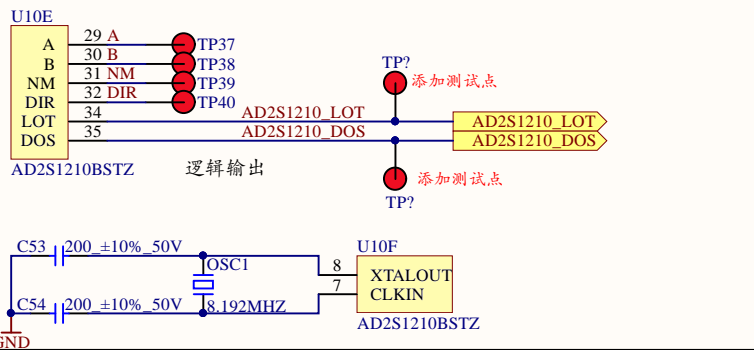 U10E
A 29 A TP37
B 30 B TP38
NM 31 NM TP39
DIR 32 DIR TP40
LOT 34 AD2S1210_LOT AD2S1210_LOT
DOS 35 AD2S1210_DOS AD2S1210_DOS
TP?
添加测试点
添加测试点
TP?
AD2S1210BSTZ
逻辑输出
C53 200_±10%_50V
OSC1
8.192MHZ
C54 200_±10%_50V
GND
U10F
8 XTALOUT
7 CLKIN
AD2S1210BSTZ